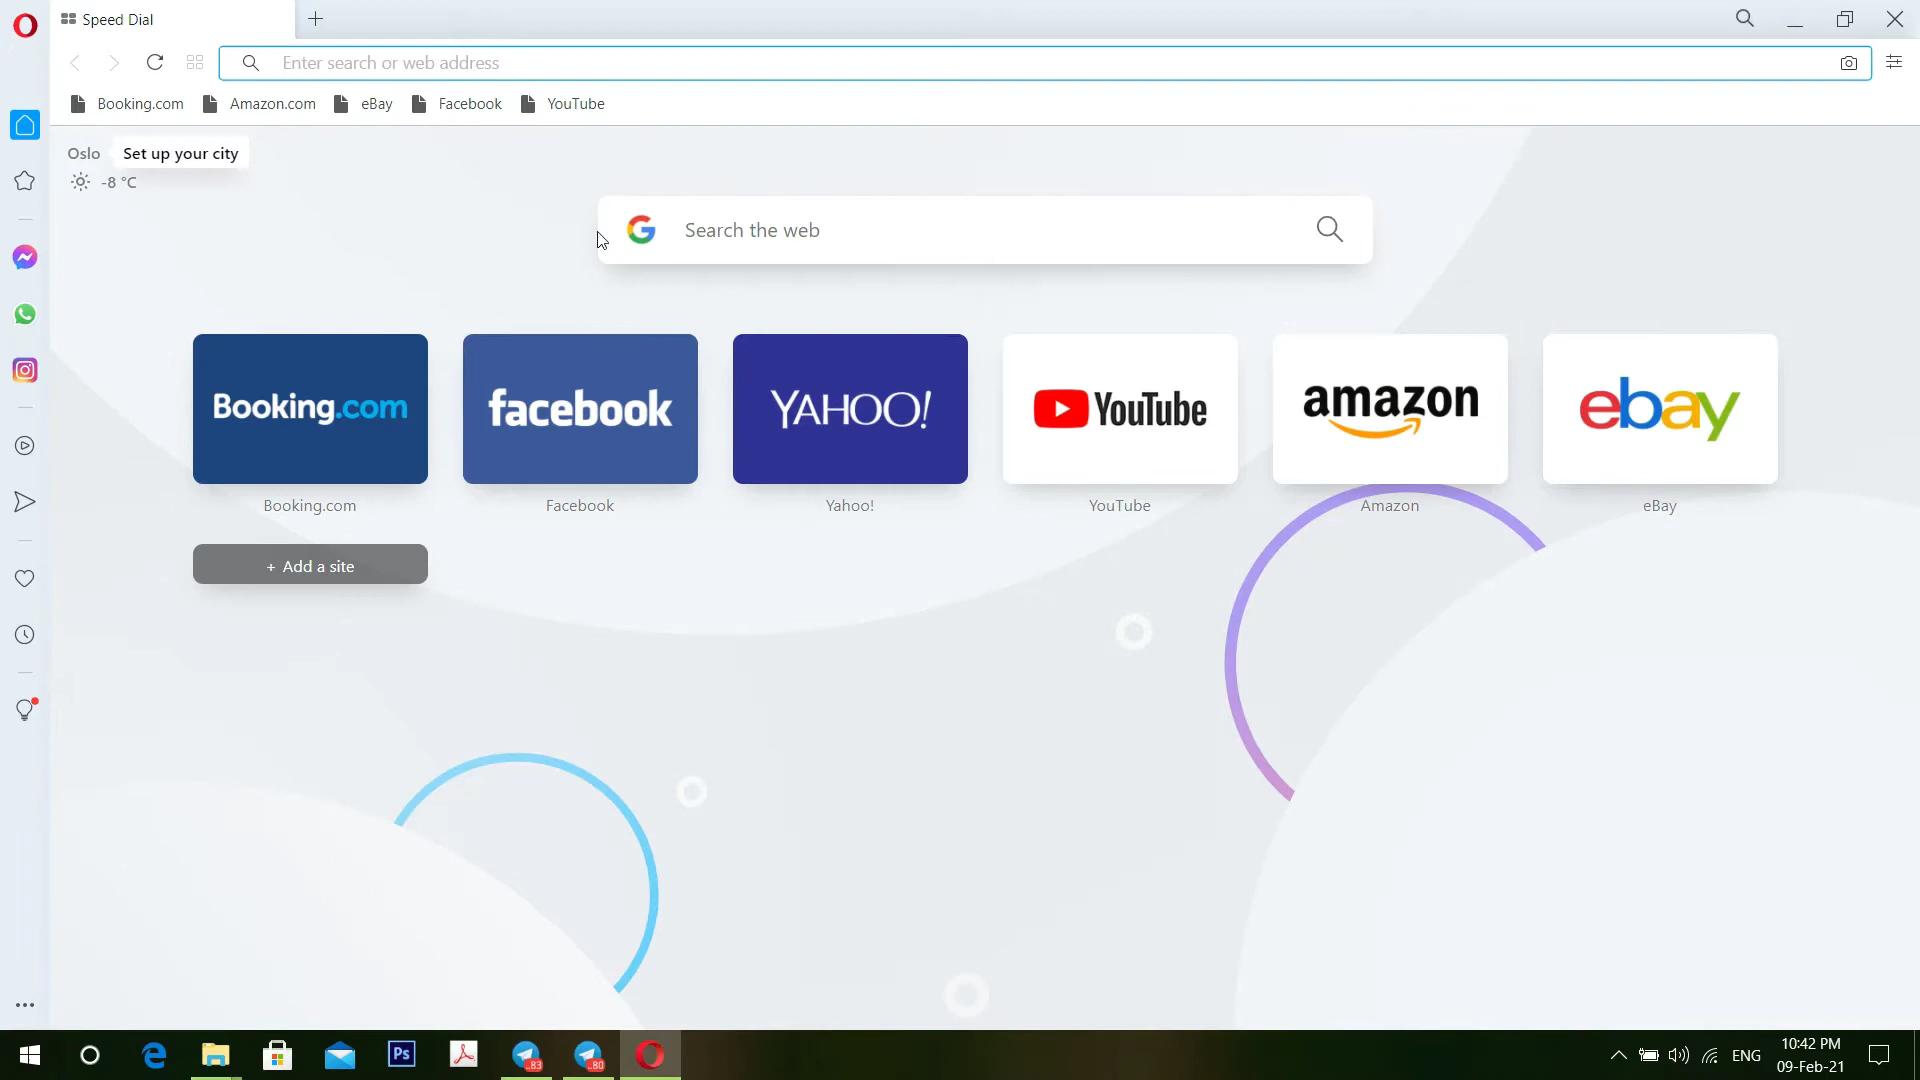 Speed Dial
Enter search or web address
Booking.com Amazon.com eBay Facebook YouTube
Oslo Set up your city
-8 °C
Search the web
Booking.com facebook YAHOO! YouTube amazon ebay
Booking.com Facebook Yahoo! YouTube Amazon eBay
+ Add a site
Ps 83 80 ENG 10:42 PM
09-Feb-21